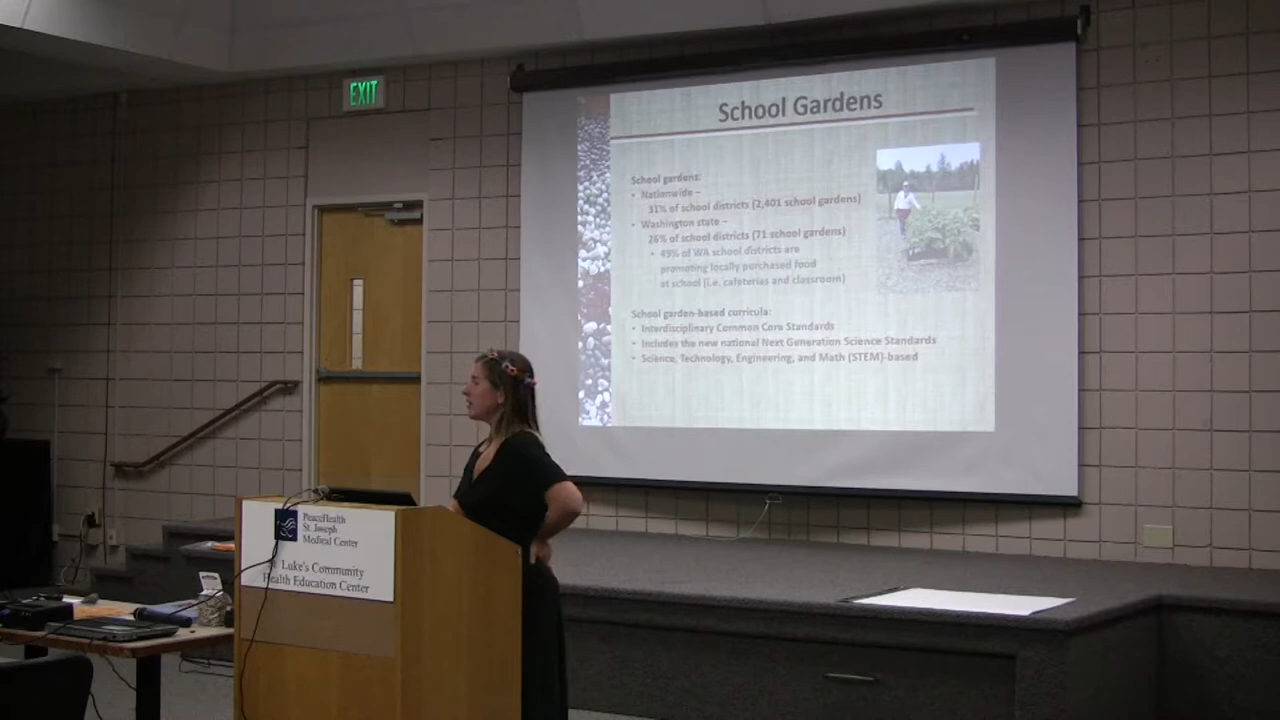 EXIT
School Gardens
School gardens:
• Nationwide –
31% of school districts (2,401 school gardens)
• Washington state –
26% of school districts (71 school gardens)
• 49% of WA school districts are
promoting locally purchased food
at school (i.e. cafeterias and classroom)
School garden-based curricula:
• Interdisciplinary Common Core Standards
• Includes the new national Next Generation Science Standards
• Science, Technology, Engineering, and Math (STEM)-based
PeaceHealth
St. Joseph
Medical Center
St Luke's Community
Health Education Center